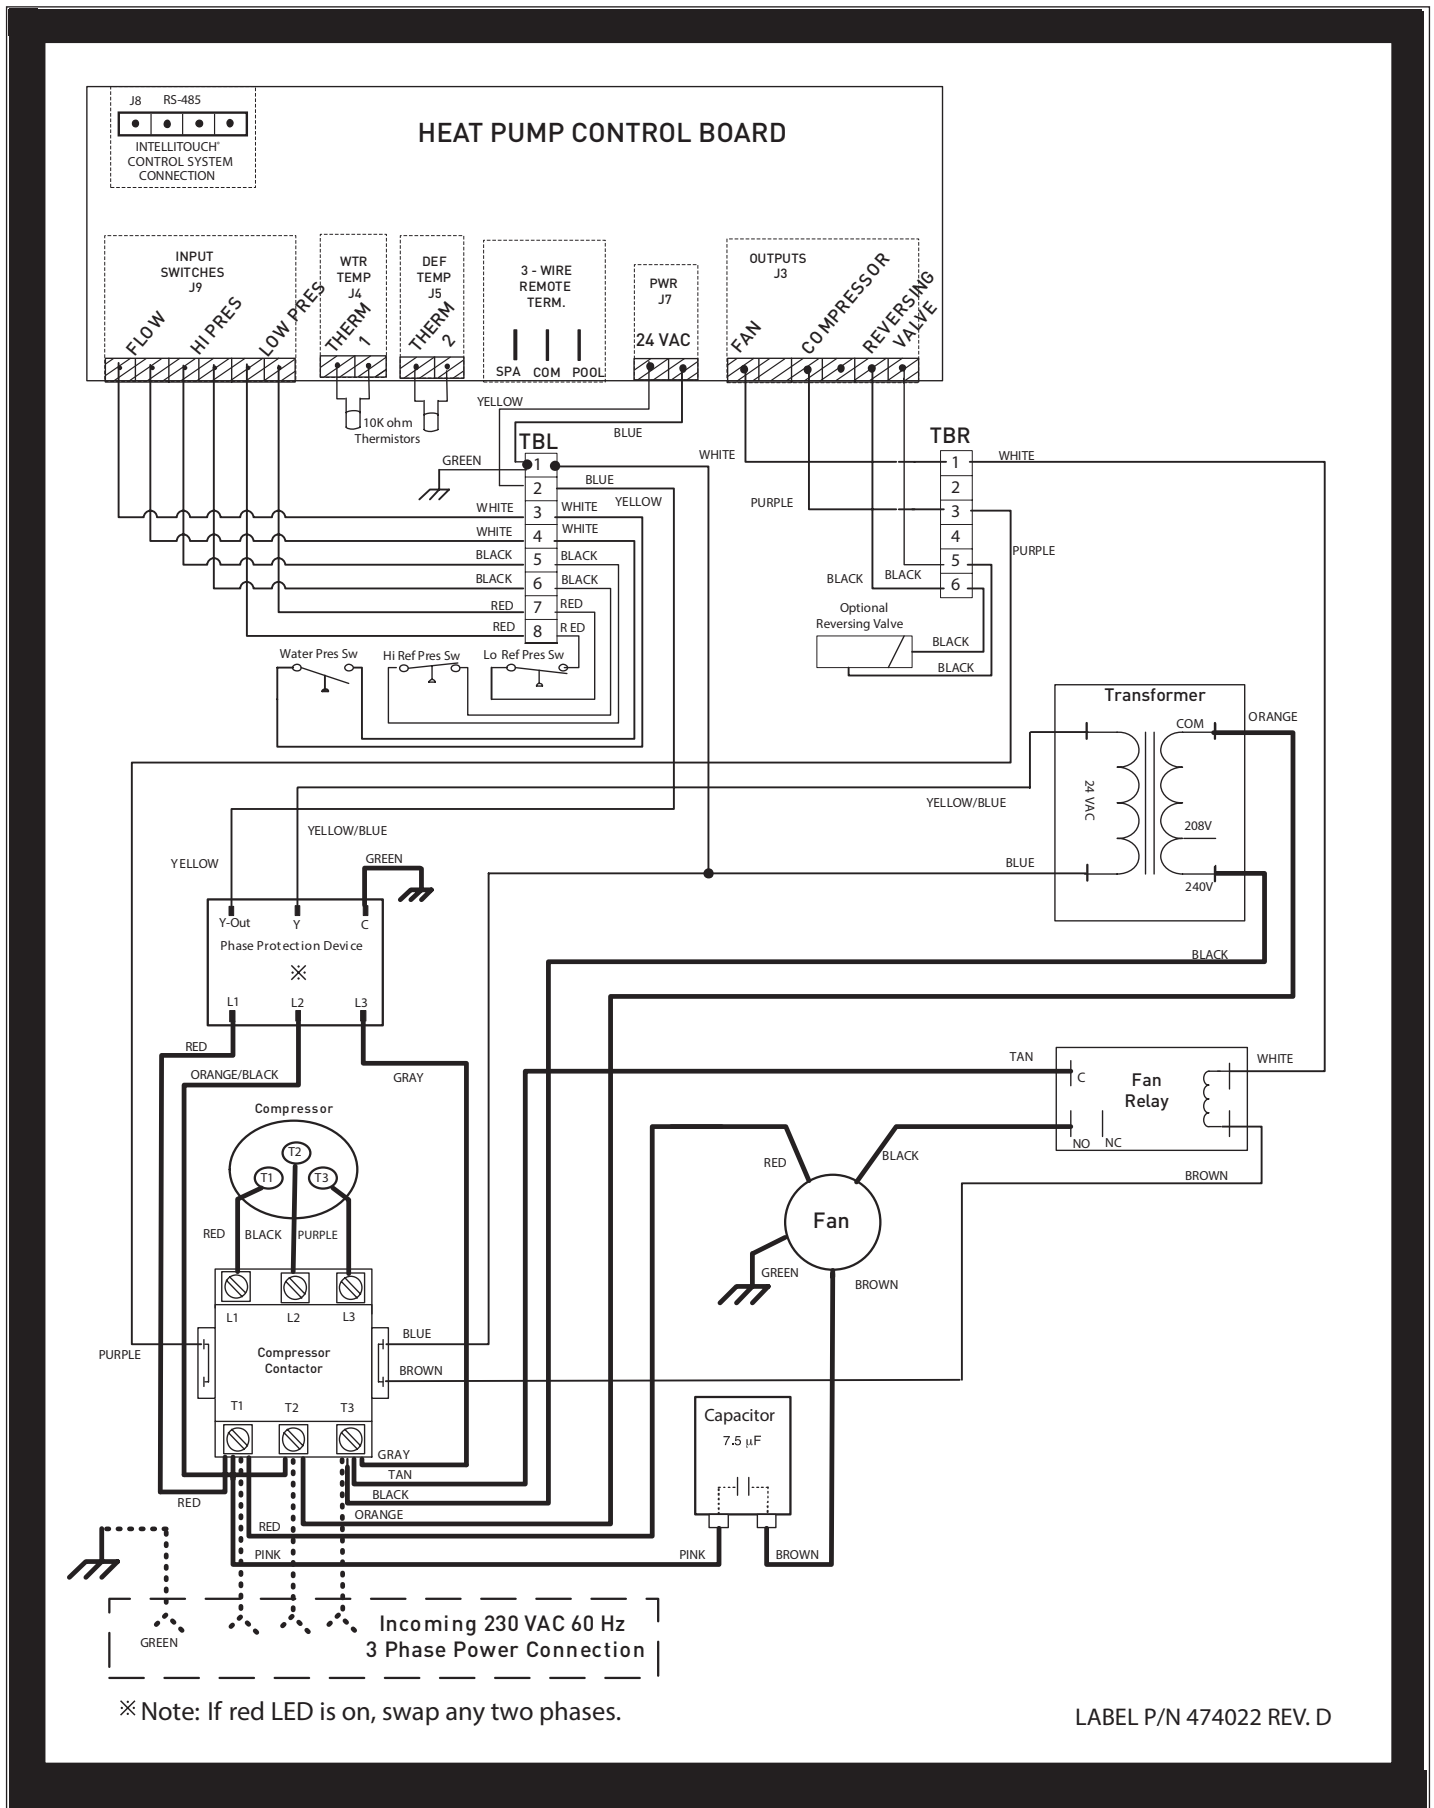 J8 RS-485
INTELLITOUCH®
CONTROL SYSTEM
CONNECTION
HEAT PUMP CONTROL BOARD
INPUT
SWITCHES
J9
FLOW
HI PRES
LOW PRES
WTR
TEMP
J4
THERM
1
DEF
TEMP
J5
THERM
2
3 - WIRE
REMOTE
TERM.
SPA COM POOL
PWR
J7
24 VAC
OUTPUTS
J3
FAN
COMPRESSOR
REVERSING
VALVE
10K ohm
Thermistors
YELLOW
BLUE
TBL
GREEN
1
2
3
4
5
6
7
8
BLUE
YELLOW
WHITE WHITE
WHITE WHITE
BLACK BLACK
BLACK BLACK
RED RED
RED RED
Water Pres Sw
Hi Ref Pres Sw
Lo Ref Pres Sw
TBR
WHITE
1
2
3
4
5
6
WHITE
PURPLE
PURPLE
BLACK
BLACK
Optional
Reversing Valve
BLACK
BLACK
Transformer
COM
ORANGE
24 VAC
208V
240V
YELLOW/BLUE
YELLOW/BLUE
BLUE
YELLOW
GREEN
Y-Out Y C
Phase Protection Device
※
L1 L2 L3
BLACK
RED
ORANGE/BLACK
GRAY
TAN
C
Fan
Relay
NO NC
WHITE
BROWN
Compressor
T1
T2
T3
RED BLACK PURPLE
RED
BLACK
Fan
GREEN
BROWN
L1 L2 L3
Compressor
Contactor
T1 T2 T3
PURPLE
BLUE
BROWN
Capacitor
7.5 µF
GRAY
TAN
BLACK
ORANGE
RED
RED
PINK
PINK
BROWN
GREEN
Incoming 230 VAC 60 Hz
3 Phase Power Connection
※ Note: If red LED is on, swap any two phases.
LABEL P/N 474022 REV. D